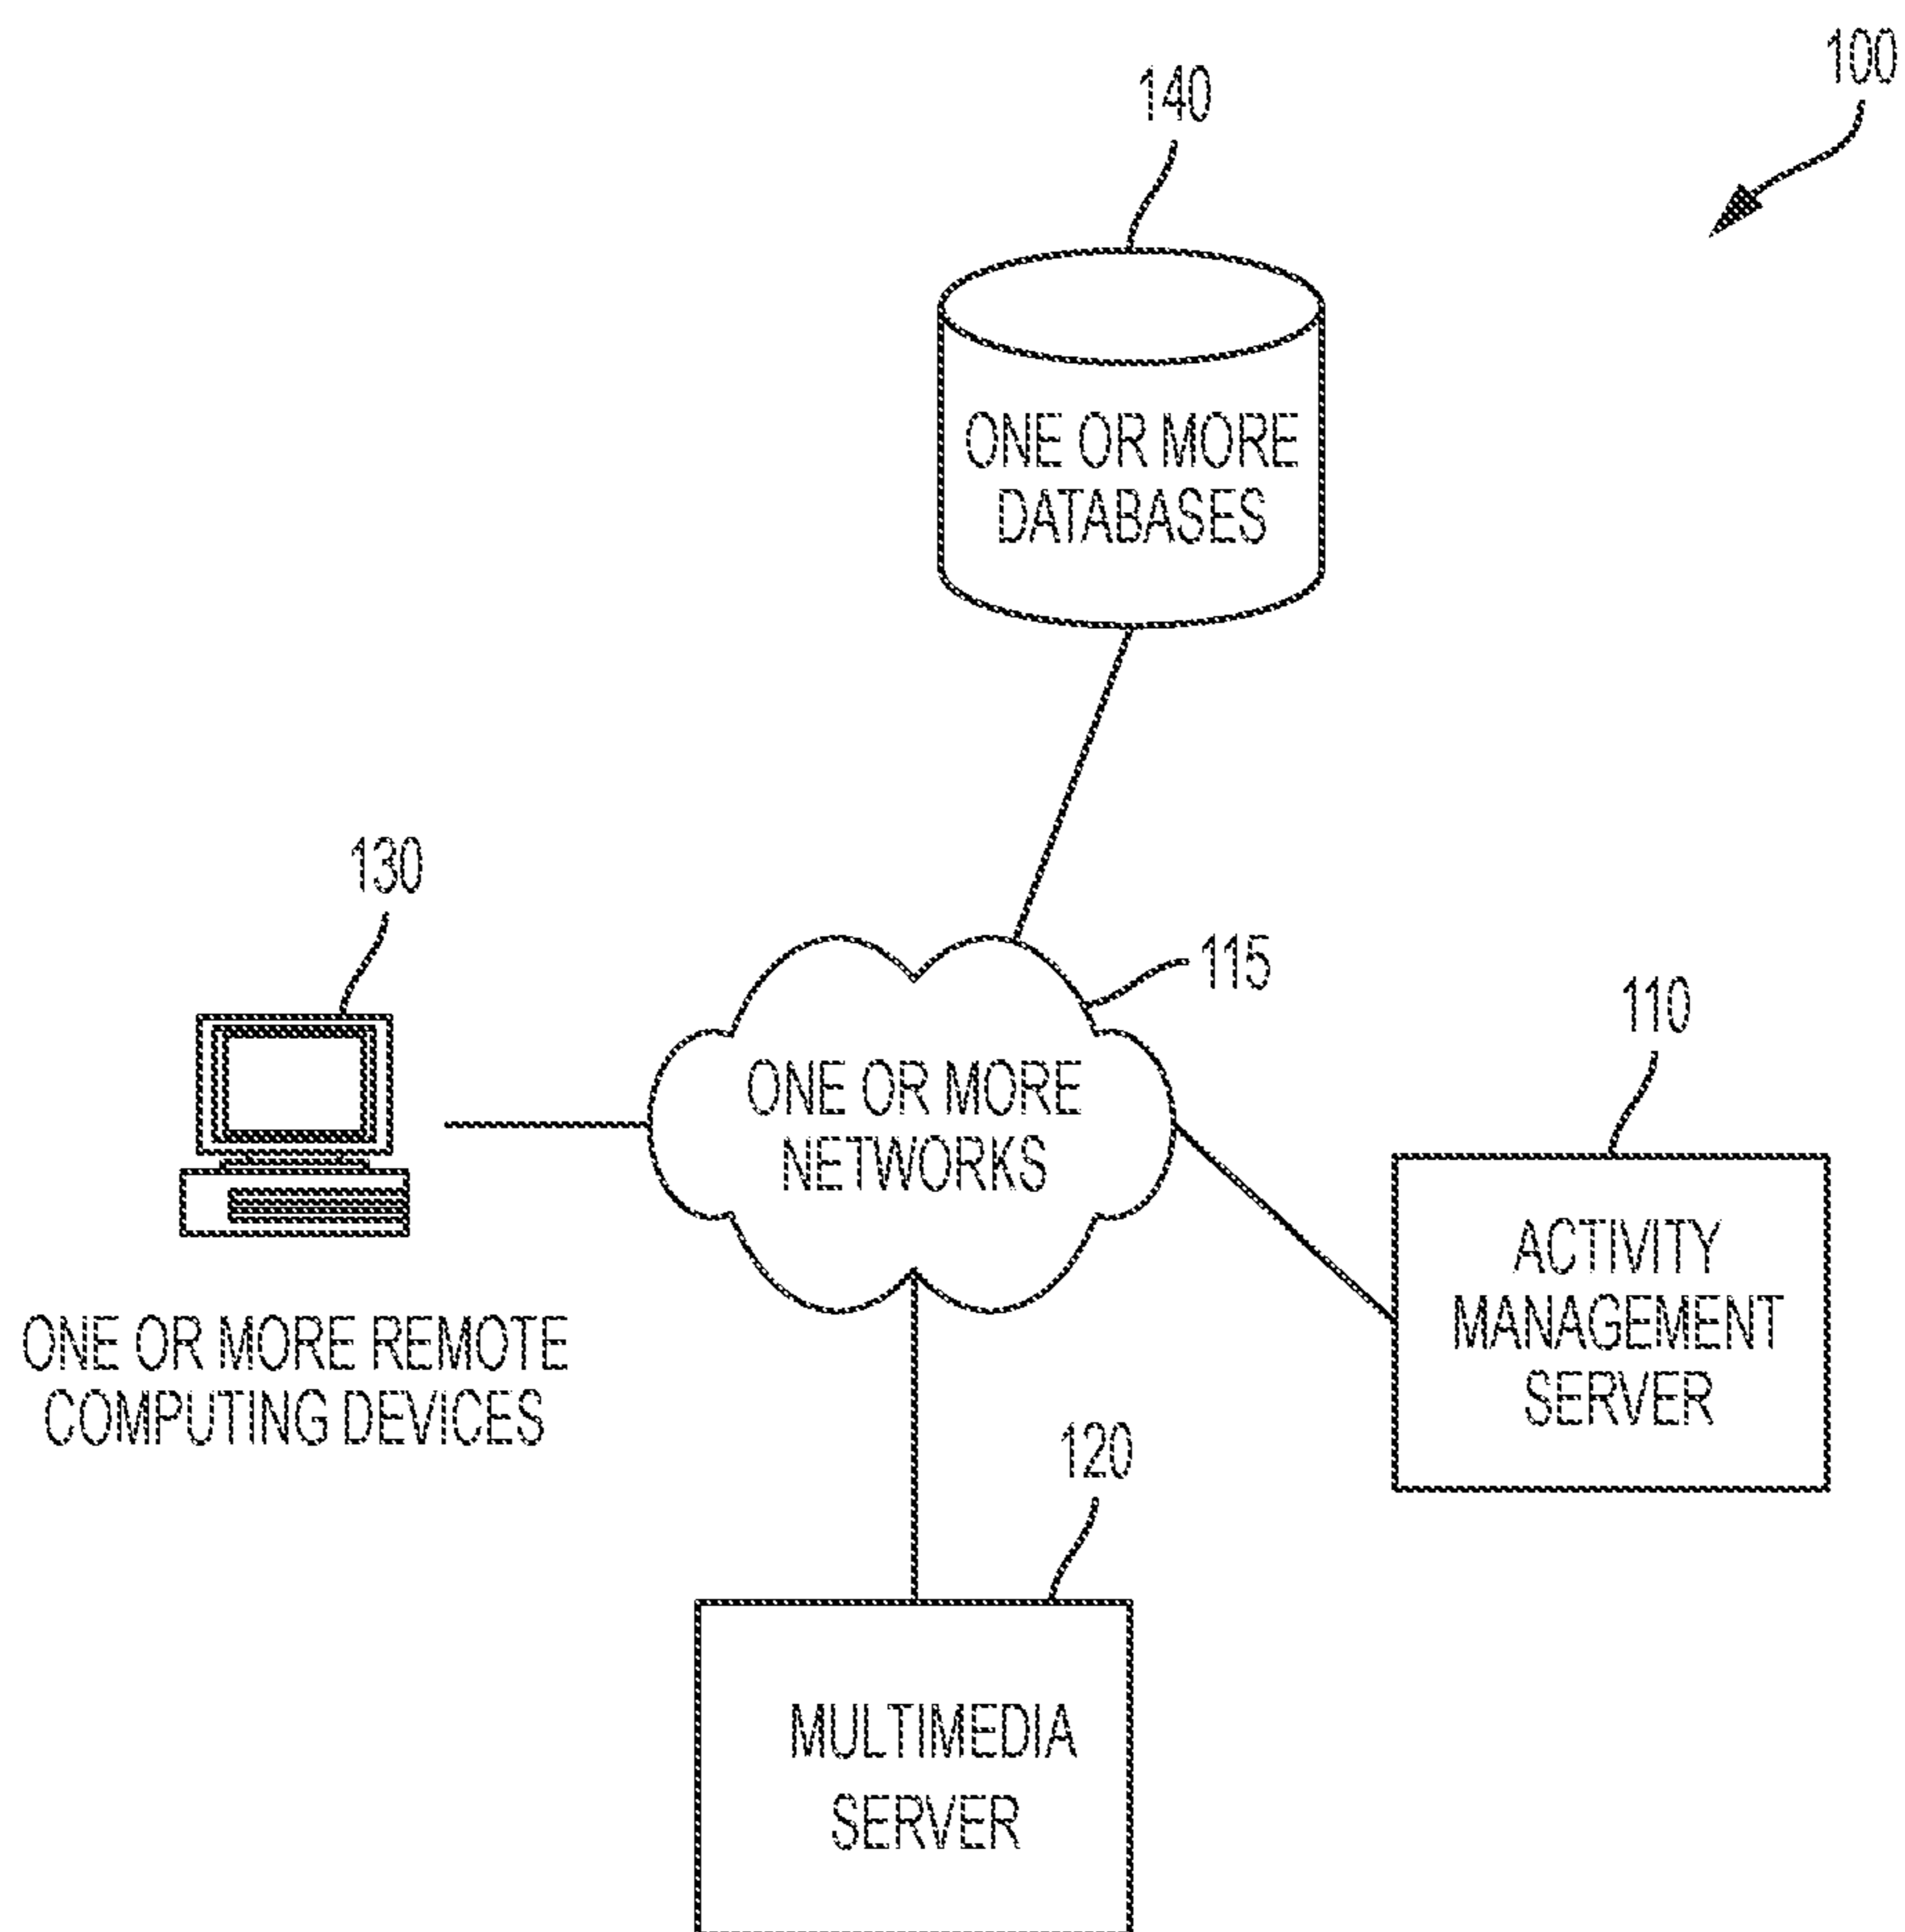 100
140
ONE OR MORE
DATABASES
130
115
ONE OR MORE
NETWORKS
110
ACTIVITY
MANAGEMENT
SERVER
ONE OR MORE REMOTE
COMPUTING DEVICES
120
MULTIMEDIA
SERVER